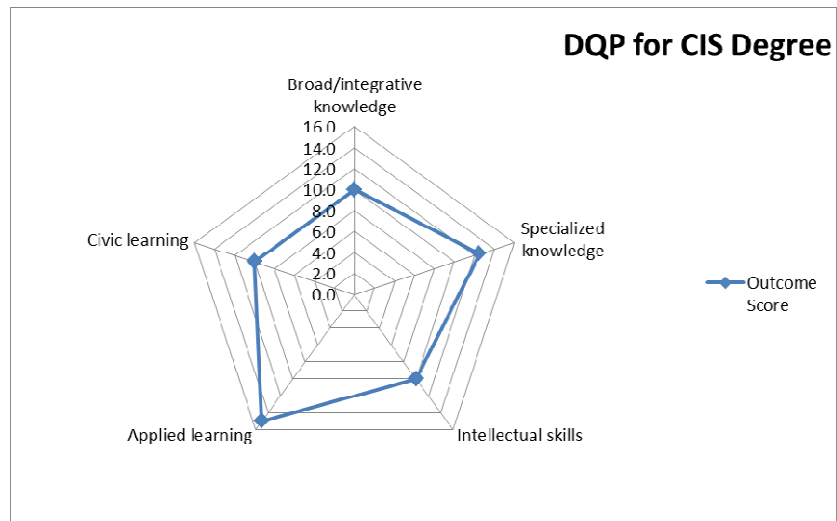 DQP for CIS Degree
Broad/integrative
knowledge
16.0
14.0
12.0
10.0
8.0
6.0
4.0
2.0
0.0
Specialized
knowledge
Civic learning
Outcome
Score
Applied learning
Intellectual skills